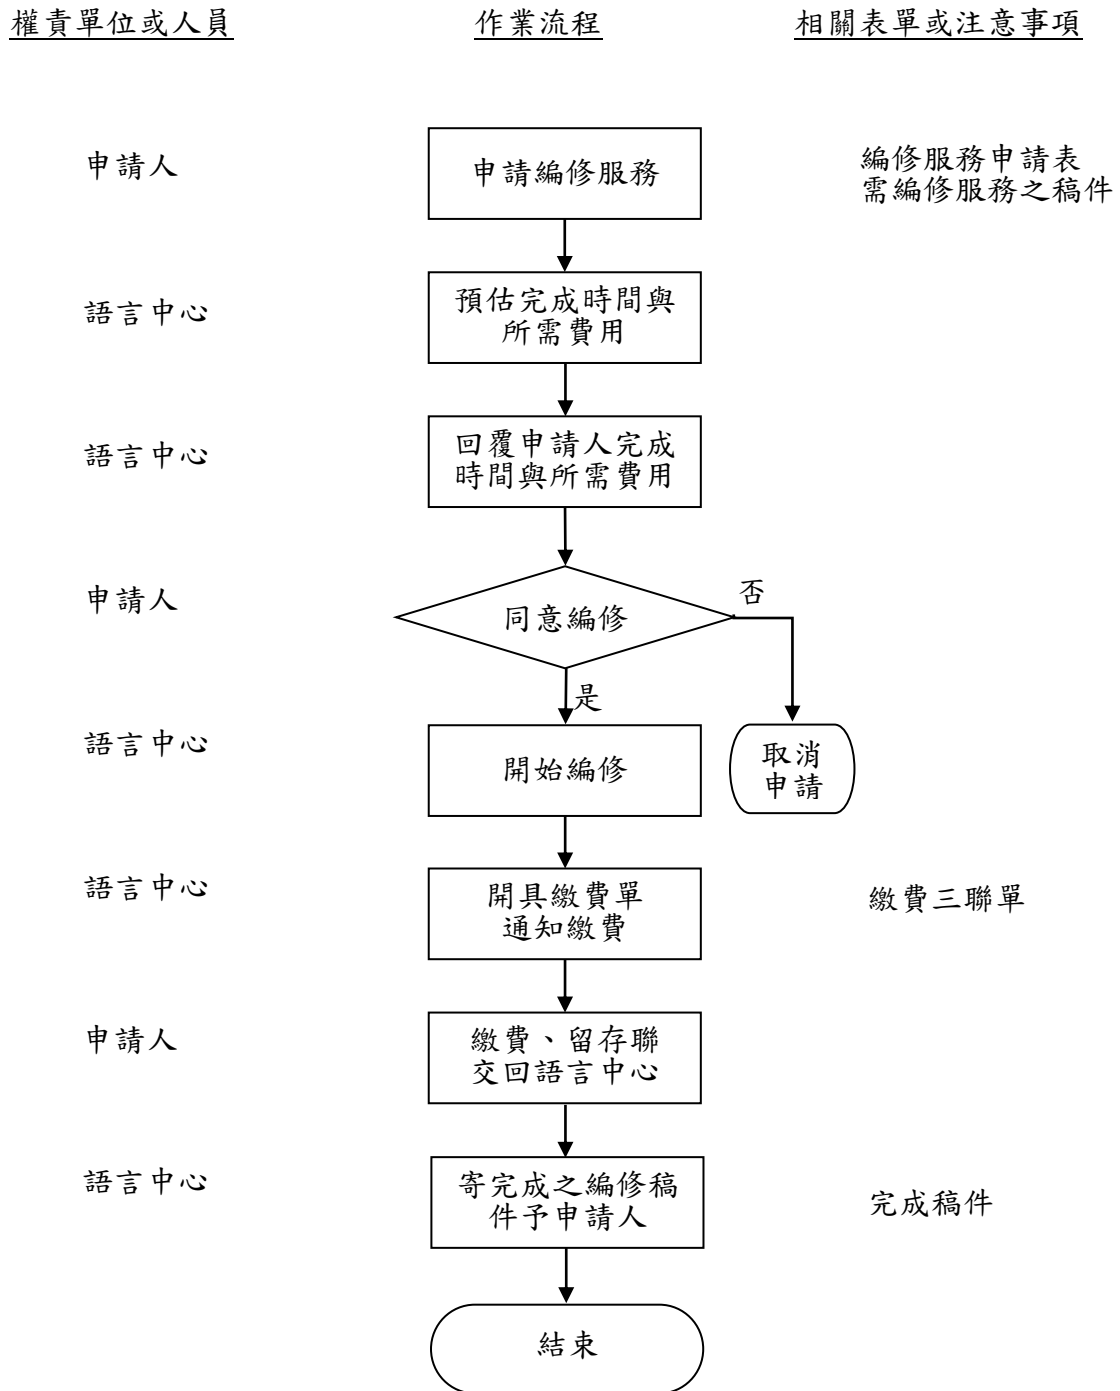 權責單位或人員 作業流程 相關表單或注意事項
申請人
申請編修服務
編修服務申請表
需編修服務之稿件
語言中心
預估完成時間與
所需費用
語言中心
回覆申請人完成
時間與所需費用
申請人
同意編修
否
是
語言中心
開始編修
取消
申請
語言中心
開具繳費單
通知繳費
繳費三聯單
申請人
繳費、留存聯
交回語言中心
語言中心
寄完成之編修稿
件予申請人
完成稿件
結束